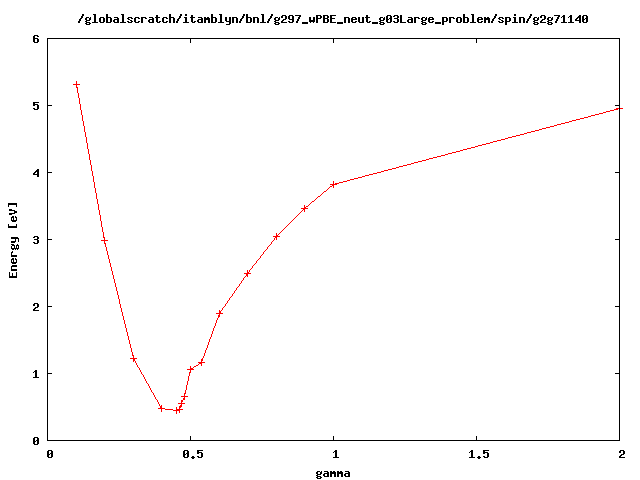 /globalscratch/itamblyn/bnl/g297_wPBE_neut_g03Large_problem/spin/g2g71140
6
5
4
3
2
1
0
Energy [eV]
0 0.5 1 1.5 2
gamma